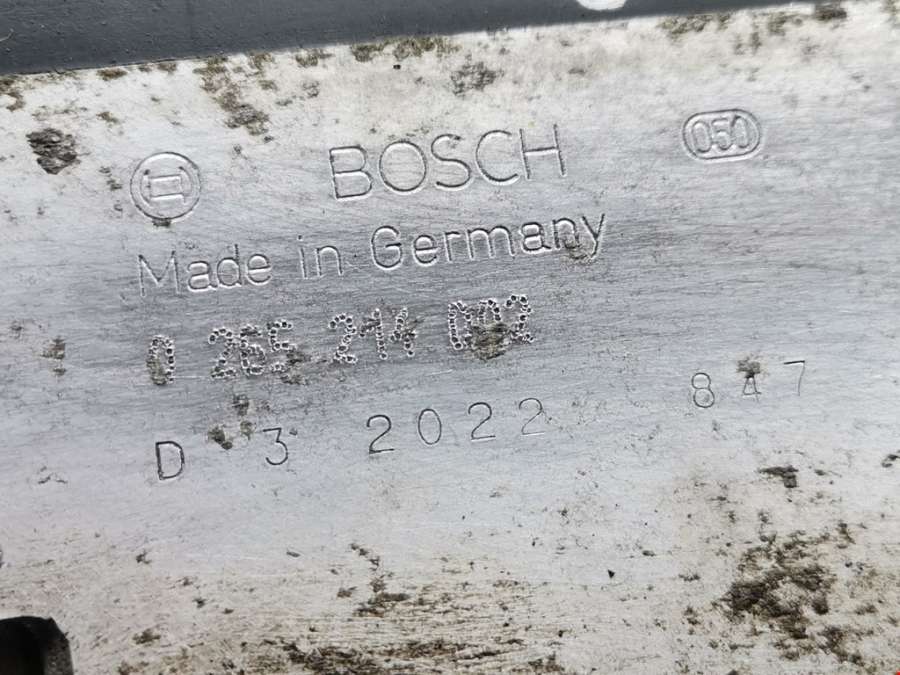 BOSCH 050
Made in Germany
0 265 214 002
D 3 2022 847